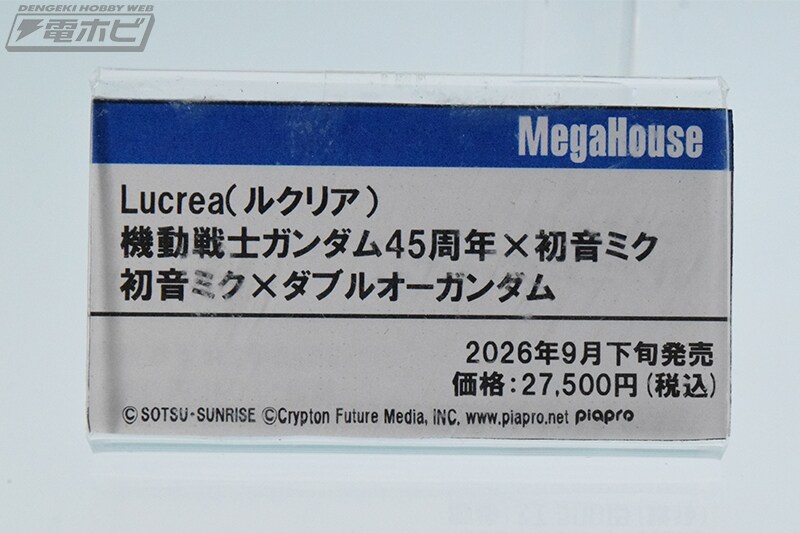 DENGEKI HOBBY WEB
電ホビ
MegaHouse
Lucrea(ルクリア)
機動戦士ガンダム45周年×初音ミク
初音ミク×ダブルオーガンダム
2026年9月下旬発売
価格:27,500円(税込)
©SOTSU・SUNRISE ©Crypton Future Media, INC. www.piapro.net piapro